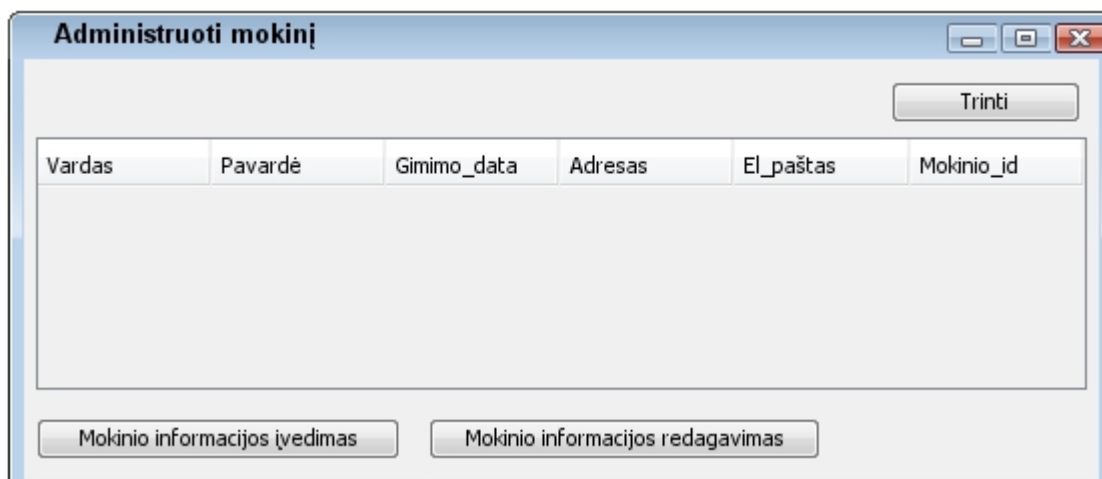 Administruoti mokinį
Trinti
Vardas Pavardė Gimimo_data Adresas El_paštas Mokinio_id
Mokinio informacijos įvedimas Mokinio informacijos redagavimas